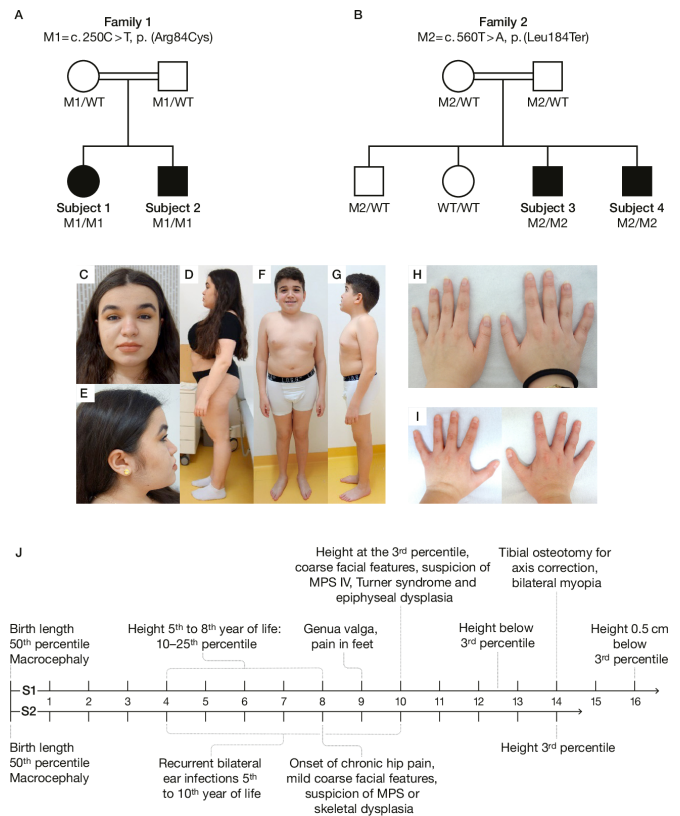 A
Family 1
M1=c.250C>T, p. (Arg84Cys)
M1/WT
M1/WT
Subject 1
M1/M1
Subject 2
M1/M1
B
Family 2
M2=c.560T>A, p.(Leu184Ter)
M2/WT
M2/WT
M2/WT
WT/WT
Subject 3
M2/M2
Subject 4
M2/M2
C
D
F
G
H
E
I
J
Birth length
50th percentile
Macrocephaly
Height 5th to 8th year of life:
10–25th percentile
Genua valga,
pain in feet
Height at the 3rd percentile,
coarse facial features, suspicion of
MPS IV, Turner syndrome and
epiphyseal dysplasia
Height below
3rd percentile
Tibial osteotomy for
axis correction,
bilateral myopia
Height 0.5 cm
below
3rd percentile
S1
1 2 3 4 5 6 7 8 9 10 11 12 13 14 15 16
S2
Birth length
50th percentile
Macrocephaly
Recurrent bilateral
ear infections 5th
to 10th year of life
Onset of chronic hip pain,
mild coarse facial features,
suspicion of MPS or
skeletal dysplasia
Height 3rd percentile